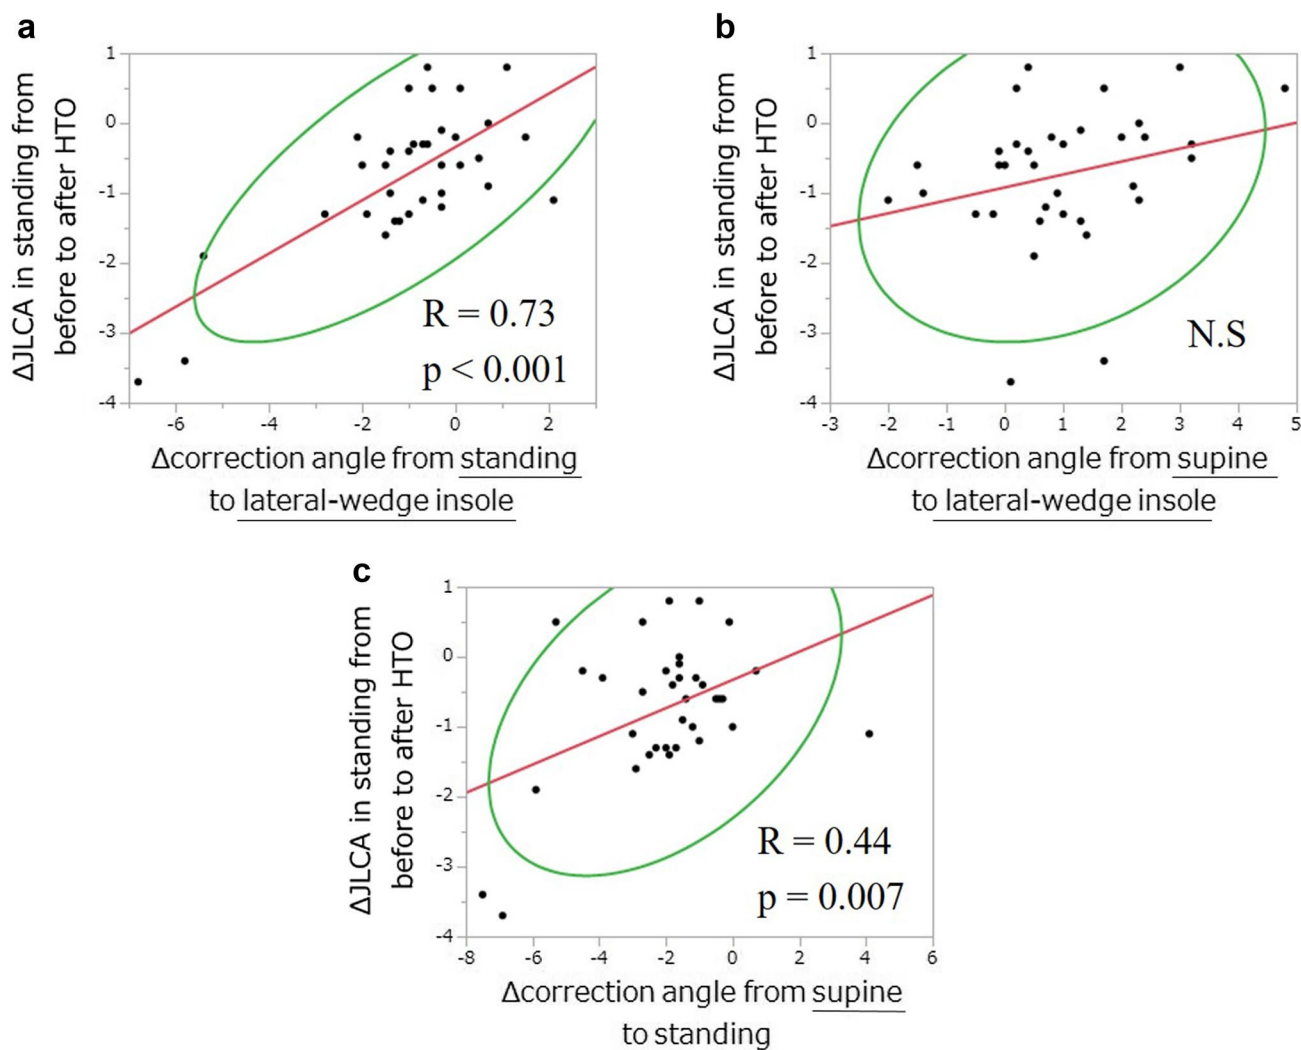 a
ΔJLCA in standing from
before to after HTO
1
0
-1
-2
-3
-4
R = 0.73
p < 0.001
-6
-4
-2
0
Δcorrection angle from standing
to lateral-wedge insole
b
ΔJLCA in standing from
before to after HTO
1
0
-1
-2
-3
-4
N.S
-3
-2
-1
0
1
2
3
4
5
Δcorrection angle from supine
to lateral-wedge insole
c
ΔJLCA in standing from
before to after HTO
1
0
-1
-2
-3
-4
R = 0.44
p = 0.007
-8
-6
-4
-2
0
2
4
6
Δcorrection angle from supine
to standing